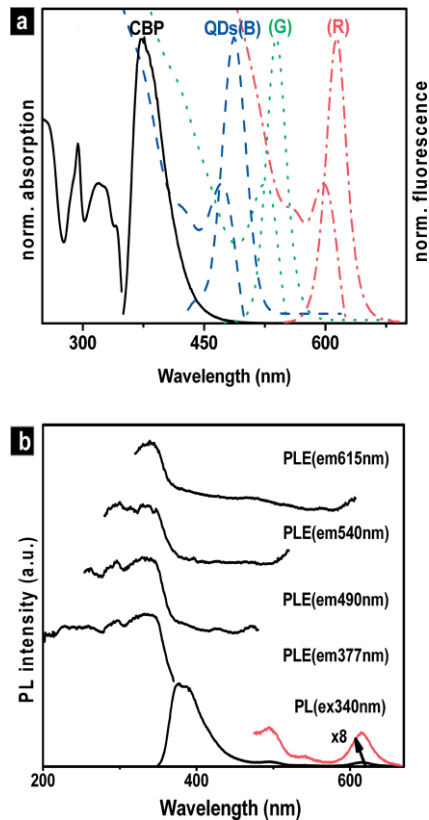 a
CBP
QDs(B)
(G)
(R)
norm. absorption
norm. fluorescence
300
450
600
Wavelength (nm)
b
PLE(em615nm)
PLE(em540nm)
PLE(em490nm)
PLE(em377nm)
PL(ex340nm)
x8
PL intensity (a.u.)
200
400
600
Wavelength (nm)